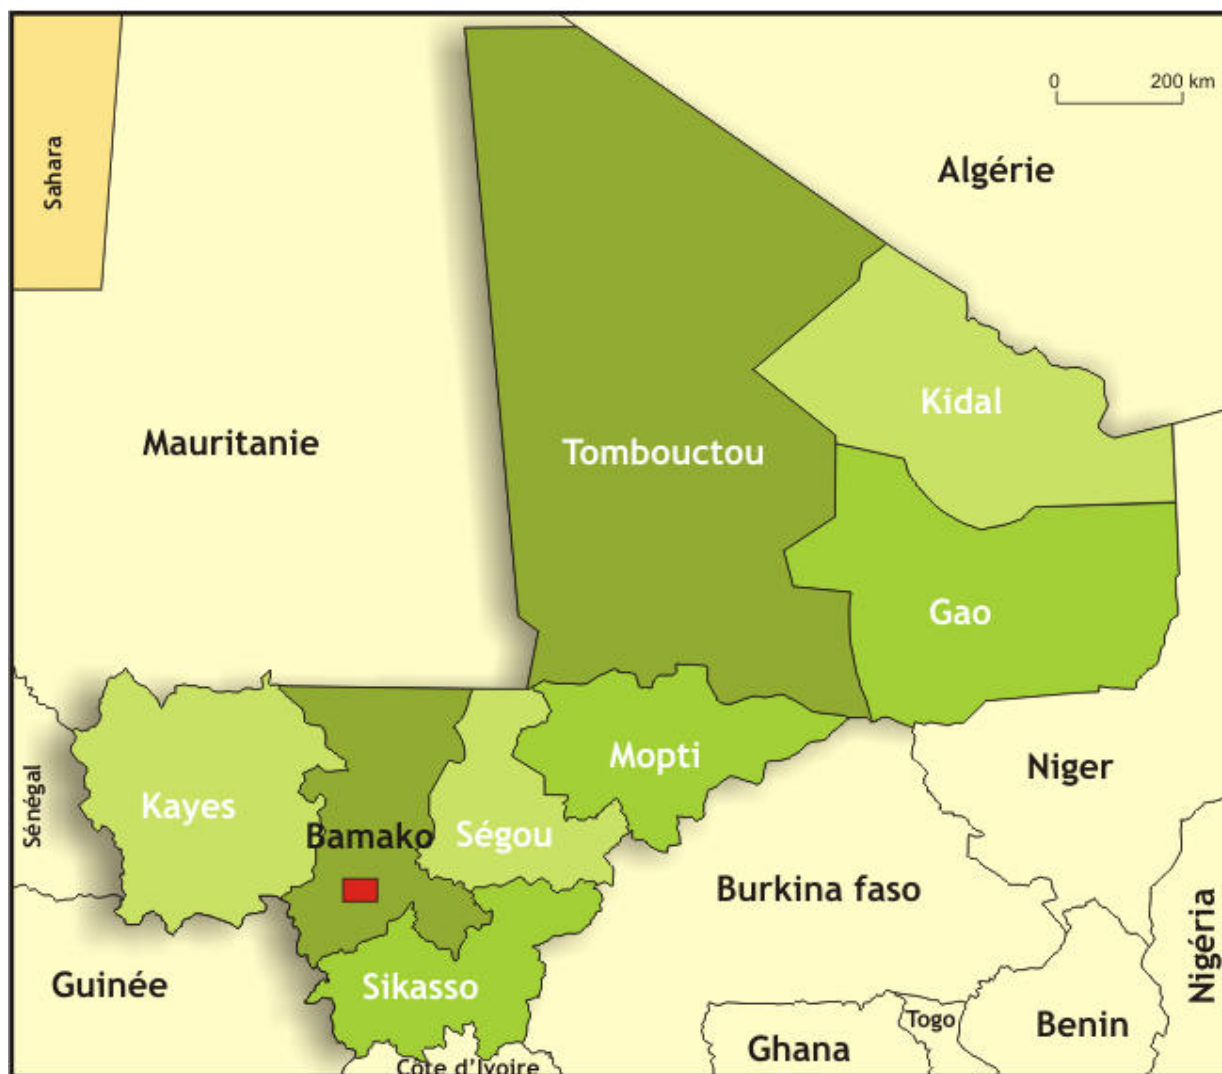 0 200 km
Sahara
Algérie
Kidal
Mauritanie
Tombouctou
Gao
Sénégal
Kayes
Bamako
Ségou
Mopti
Niger
Burkina faso
Nigéria
Guinée
Sikasso
Côte d'Ivoire
Ghana
Togo
Benin